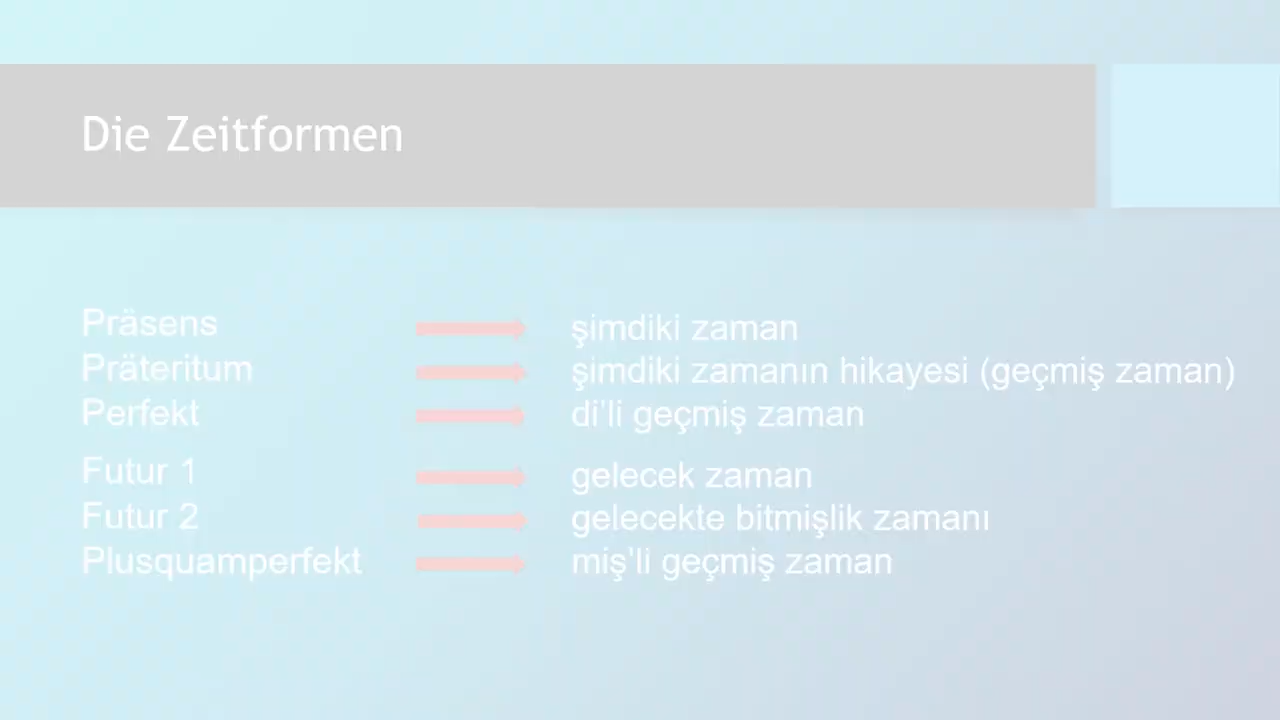 Die Zeitformen
Präsens şimdiki zaman
Präteritum şimdiki zamanın hikayesi (geçmiş zaman)
Perfekt di'li geçmiş zaman
Futur 1 gelecek zaman
Futur 2 gelecekte bitmişlik zamanı
Plusquamperfekt miş'li geçmiş zaman